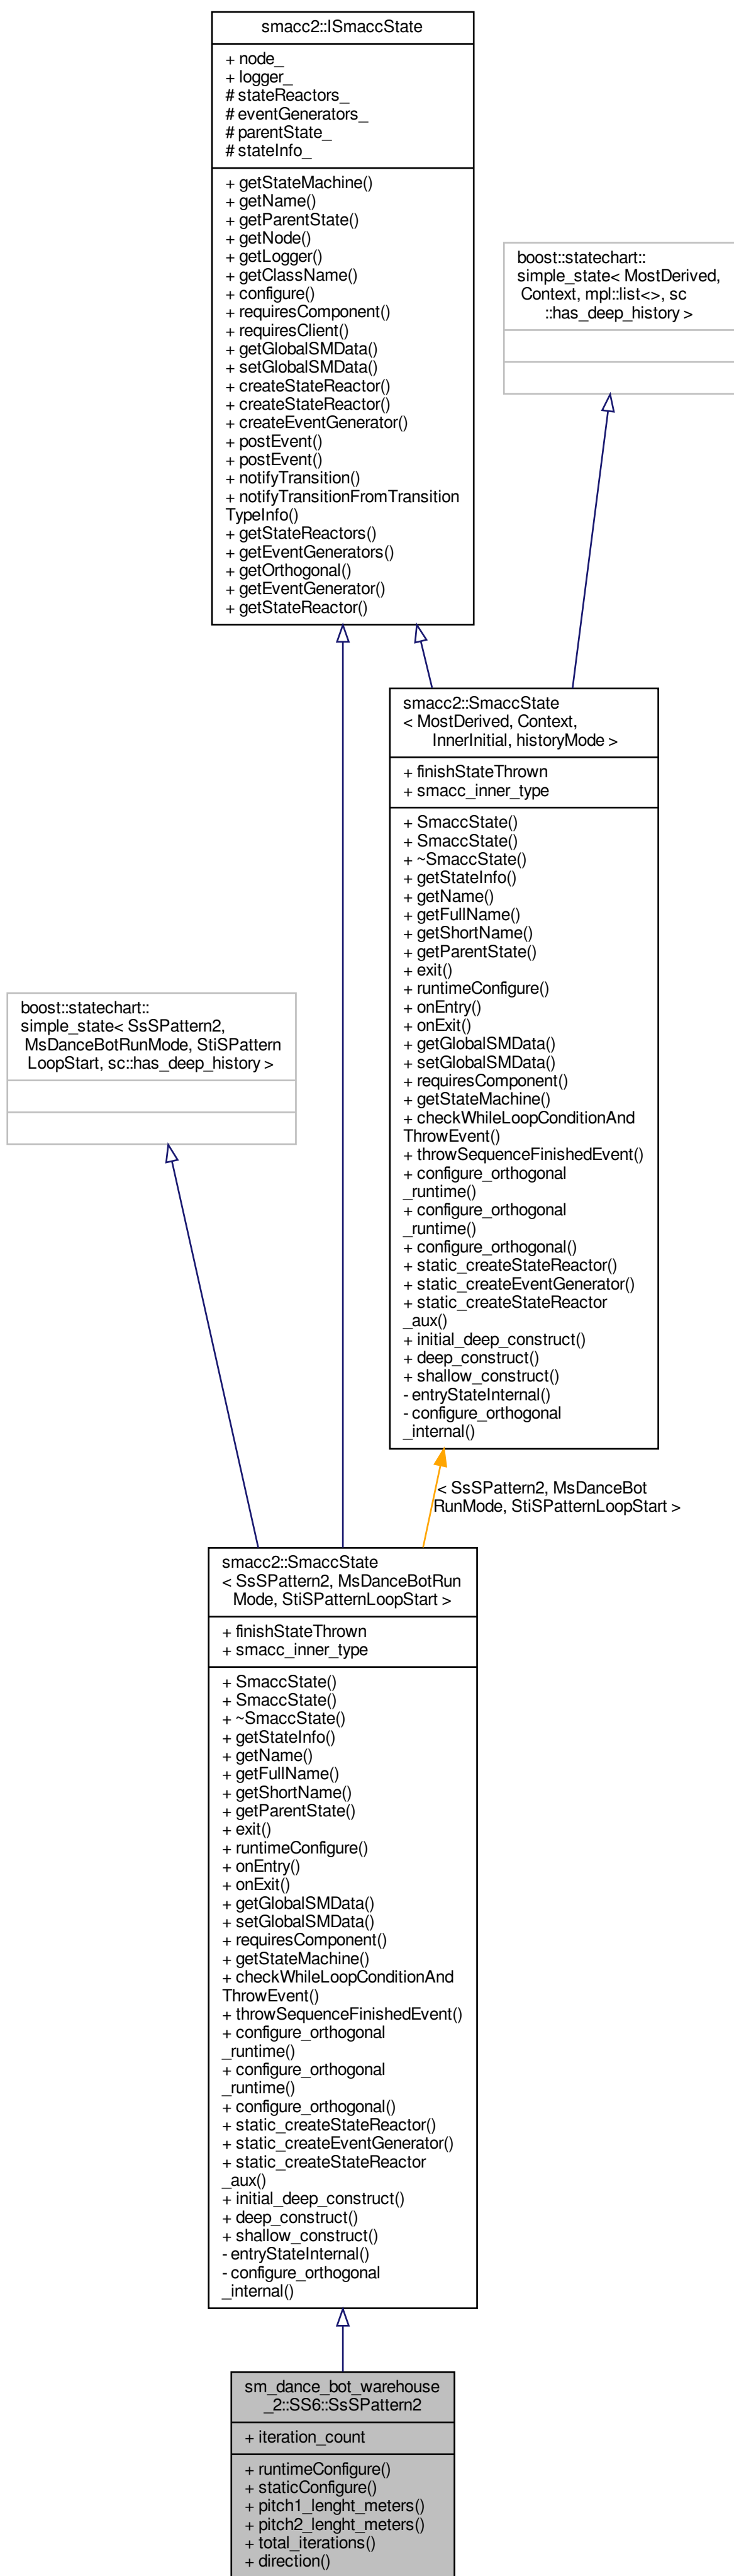 smacc2::ISmaccState
+ node_
+ logger_
# stateReactors_
# eventGenerators_
# parentState_
# stateInfo_
+ getStateMachine()
+ getName()
+ getParentState()
+ getNode()
+ getLogger()
+ getClassName()
+ configure()
+ requiresComponent()
+ requiresClient()
+ getGlobalSMData()
+ setGlobalSMData()
+ createStateReactor()
+ createStateReactor()
+ createEventGenerator()
+ postEvent()
+ postEvent()
+ notifyTransition()
+ notifyTransitionFromTransition
TypeInfo()
+ getStateReactors()
+ getEventGenerators()
+ getOrthogonal()
+ getEventGenerator()
+ getStateReactor()
boost::statechart::
simple_state< MostDerived,
Context, mpl::list<>, sc
::has_deep_history >
smacc2::SmaccState
< MostDerived, Context,
InnerInitial, historyMode >
+ finishStateThrown
+ smacc_inner_type
+ SmaccState()
+ SmaccState()
+ ~SmaccState()
+ getStateInfo()
+ getName()
+ getFullName()
+ getShortName()
+ getParentState()
+ exit()
+ runtimeConfigure()
+ onEntry()
+ onExit()
+ getGlobalSMData()
+ setGlobalSMData()
+ requiresComponent()
+ getStateMachine()
+ checkWhileLoopConditionAnd
ThrowEvent()
+ throwSequenceFinishedEvent()
+ configure_orthogonal
_runtime()
+ configure_orthogonal
_runtime()
+ configure_orthogonal()
+ static_createStateReactor()
+ static_createEventGenerator()
+ static_createStateReactor
_aux()
+ initial_deep_construct()
+ deep_construct()
+ shallow_construct()
- entryStateInternal()
- configure_orthogonal
_internal()
boost::statechart::
simple_state< SsSPattern2,
MsDanceBotRunMode, StiSPattern
LoopStart, sc::has_deep_history >
< SsSPattern2, MsDanceBot
RunMode, StiSPatternLoopStart >
smacc2::SmaccState
< SsSPattern2, MsDanceBotRun
Mode, StiSPatternLoopStart >
+ finishStateThrown
+ smacc_inner_type
+ SmaccState()
+ SmaccState()
+ ~SmaccState()
+ getStateInfo()
+ getName()
+ getFullName()
+ getShortName()
+ getParentState()
+ exit()
+ runtimeConfigure()
+ onEntry()
+ onExit()
+ getGlobalSMData()
+ setGlobalSMData()
+ requiresComponent()
+ getStateMachine()
+ checkWhileLoopConditionAnd
ThrowEvent()
+ throwSequenceFinishedEvent()
+ configure_orthogonal
_runtime()
+ configure_orthogonal
_runtime()
+ configure_orthogonal()
+ static_createStateReactor()
+ static_createEventGenerator()
+ static_createStateReactor
_aux()
+ initial_deep_construct()
+ deep_construct()
+ shallow_construct()
- entryStateInternal()
- configure_orthogonal
_internal()
sm_dance_bot_warehouse
_2::SS6::SsSPattern2
+ iteration_count
+ runtimeConfigure()
+ staticConfigure()
+ pitch1_lenght_meters()
+ pitch2_lenght_meters()
+ total_iterations()
+ direction()